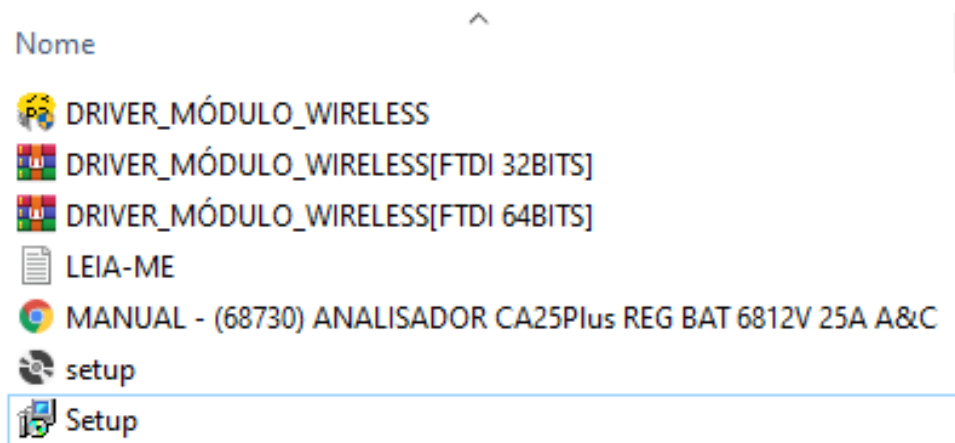 Nome
DRIVER_MÓDULO_WIRELESS
DRIVER_MÓDULO_WIRELESS[FTDI 32BITS]
DRIVER_MÓDULO_WIRELESS[FTDI 64BITS]
LEIA-ME
MANUAL - (68730) ANALISADOR CA25Plus REG BAT 6812V 25A A&C
setup
Setup